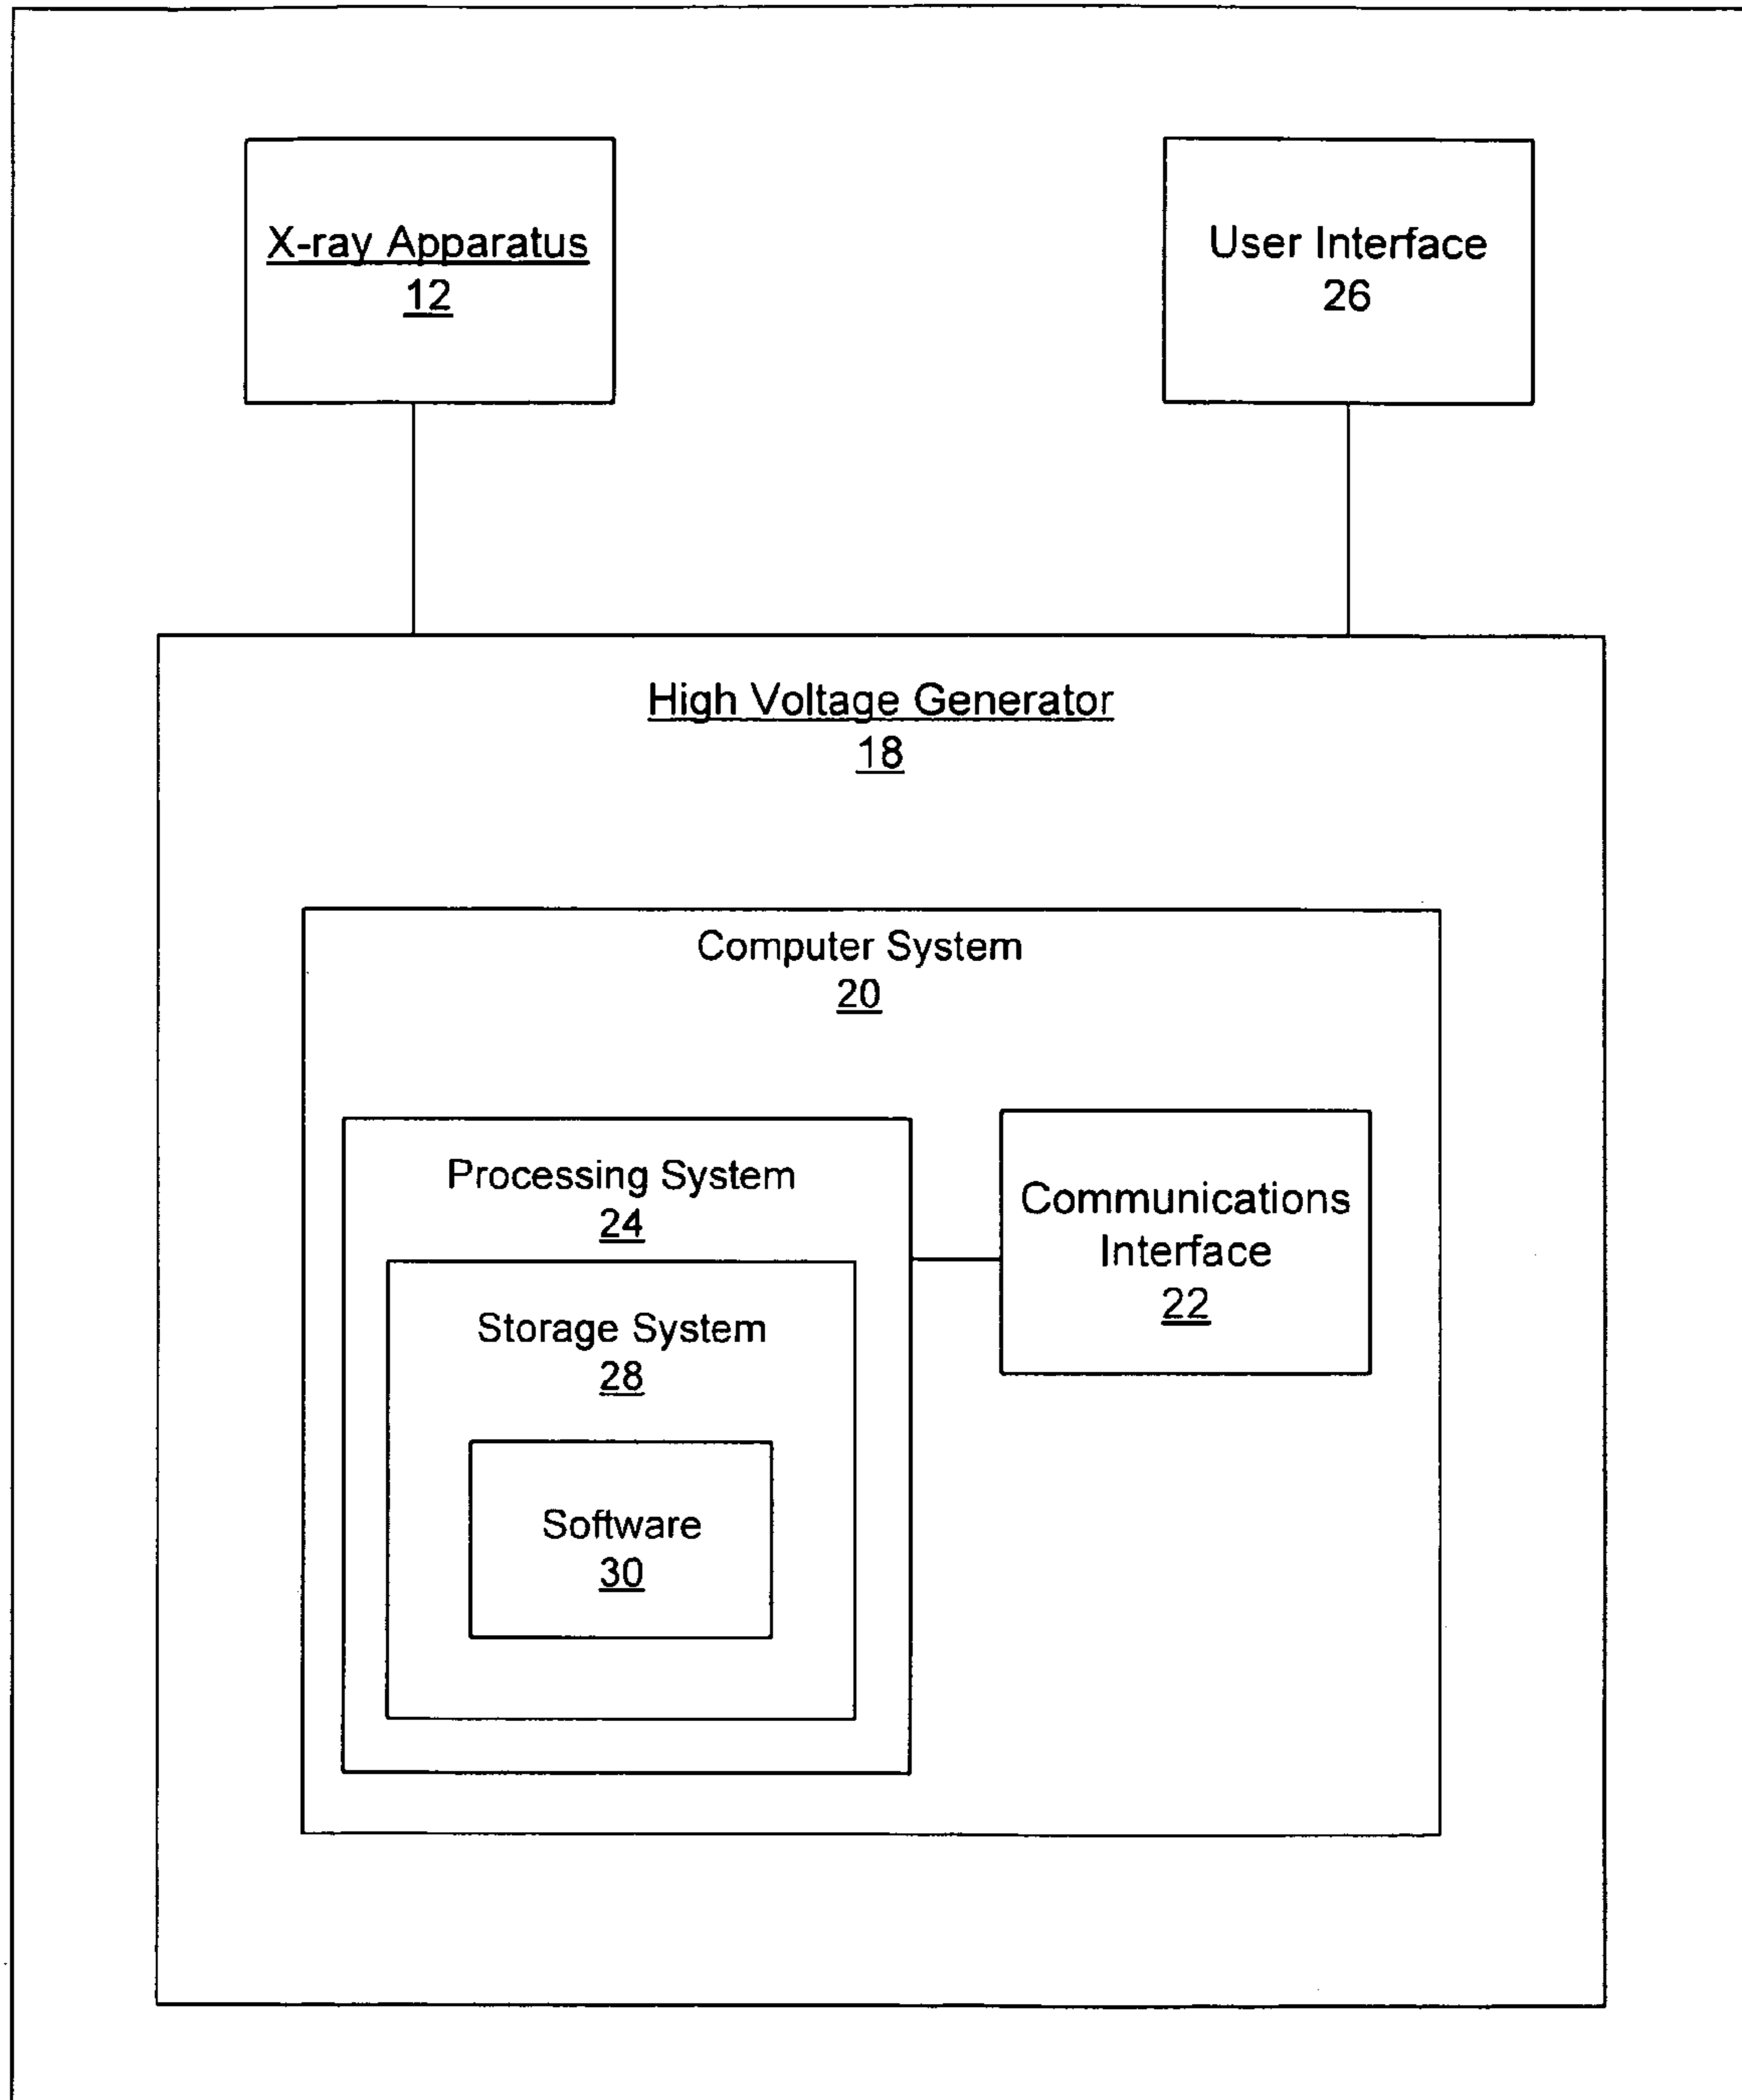 X-ray Apparatus
12
User Interface
26
High Voltage Generator
18
Computer System
20
Processing System
24
Communications
Interface
22
Storage System
28
Software
30